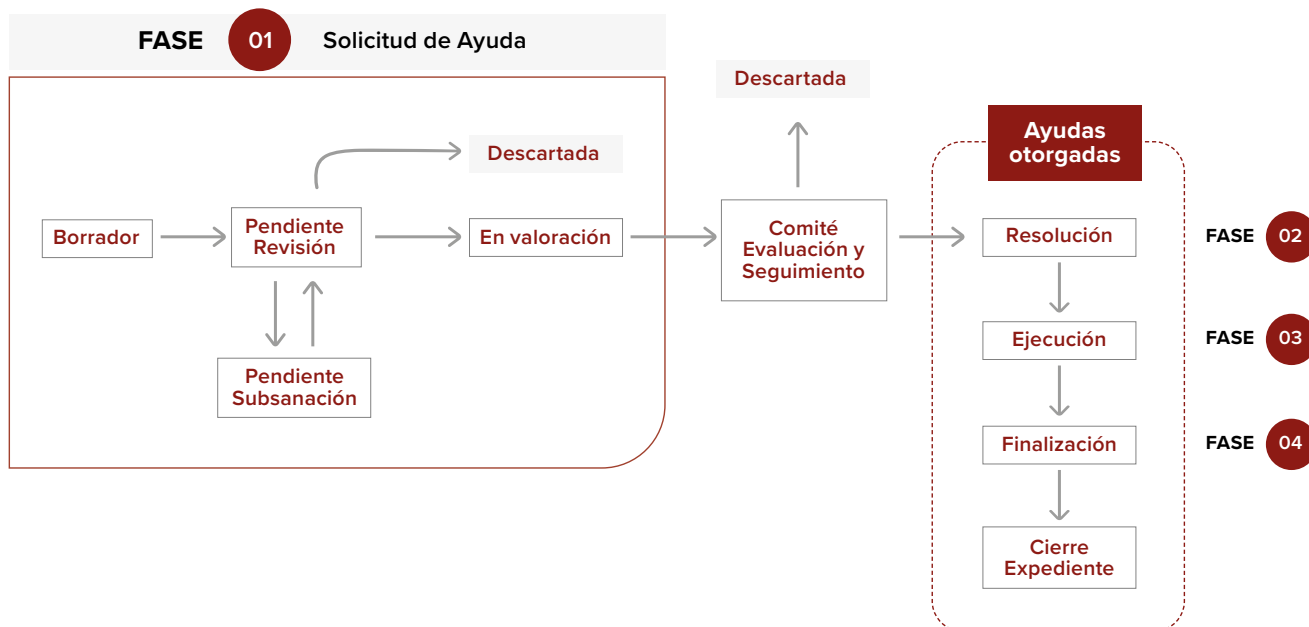 FASE 01 Solicitud de Ayuda
Descartada
Borrador
Pendiente
Revisión
En valoración
Pendiente
Subsanación
Descartada
Comité
Evaluación y
Seguimiento
Ayudas
otorgadas
Resolución
FASE 02
Ejecución
FASE 03
Finalización
FASE 04
Cierre
Expediente